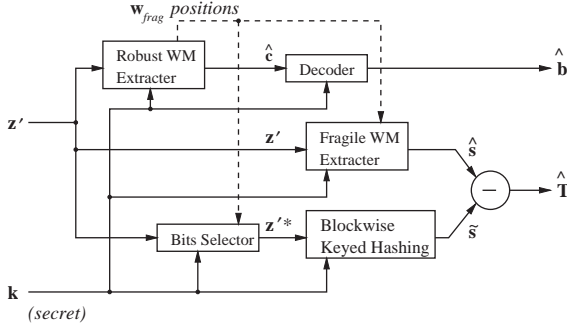 w_frag positions
Robust WM
Extracter
ĉ
Decoder
b̂
z′
z′
Fragile WM
Extracter
ŝ
−
T̂
Bits Selector
z′*
Blockwise
Keyed Hashing
s̃
k
(secret)